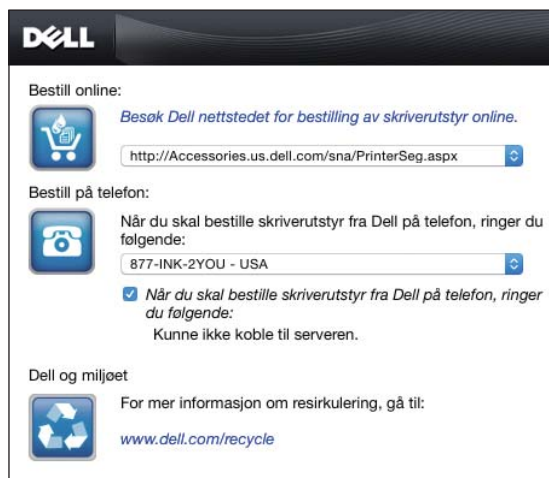 DELL
Bestill online:
Besøk Dell nettstedet for bestilling av skriverutstyr online.
http://Accessories.us.dell.com/sna/PrinterSeg.aspx
Bestill på telefon:
Når du skal bestille skriverutstyr fra Dell på telefon, ringer du
følgende:
877-INK-2YOU - USA
Når du skal bestille skriverutstyr fra Dell på telefon, ringer
du følgende:
Kunne ikke koble til serveren.
Dell og miljøet
For mer informasjon om resirkulering, gå til:
www.dell.com/recycle